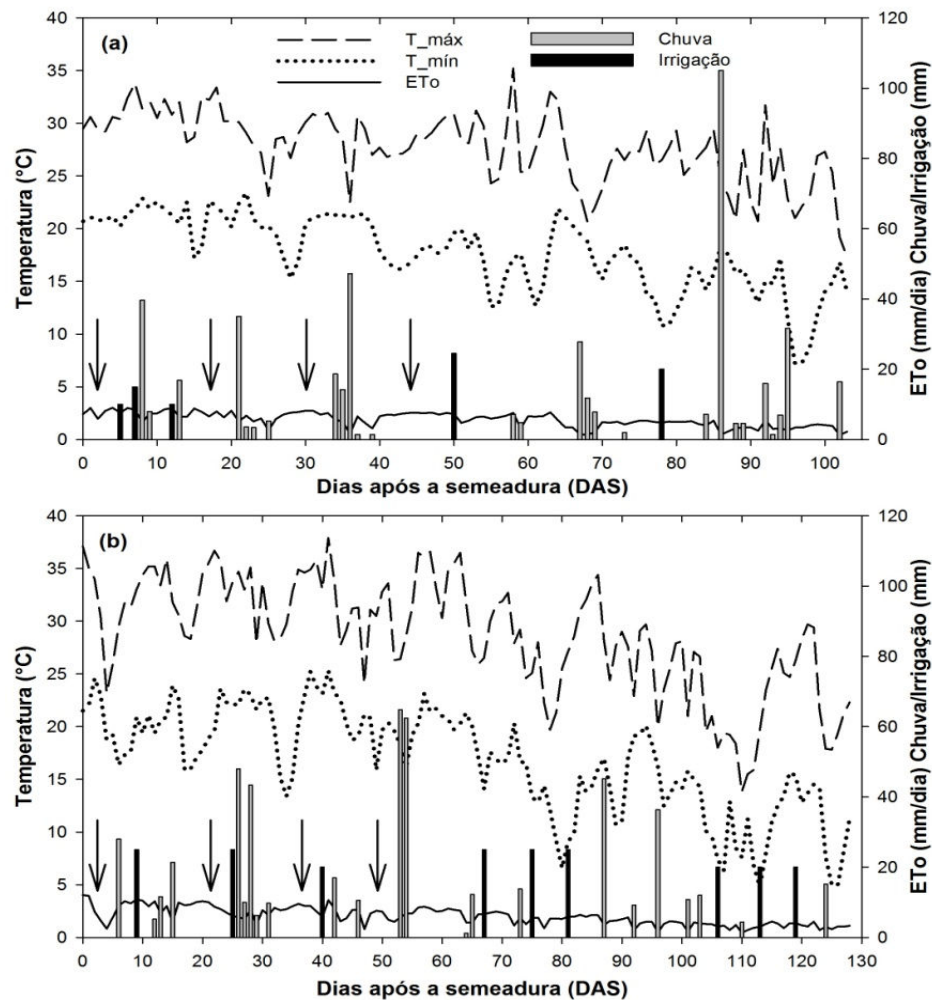 (a)
T_máx
T_mín
ETo
Chuva
Irrigação
Temperatura (°C)
40
35
30
25
20
15
10
5
0
ETo (mm/dia) Chuva/Irrigação (mm)
120
100
80
60
40
20
0
0 10 20 30 40 50 60 70 80 90 100
Dias após a semeadura (DAS)
(b)
Temperatura (°C)
40
35
30
25
20
15
10
5
0
ETo (mm/dia) Chuva/Irrigação (mm)
120
100
80
60
40
20
0
0 10 20 30 40 50 60 70 80 90 100 110 120 130
Dias após a semeadura (DAS)